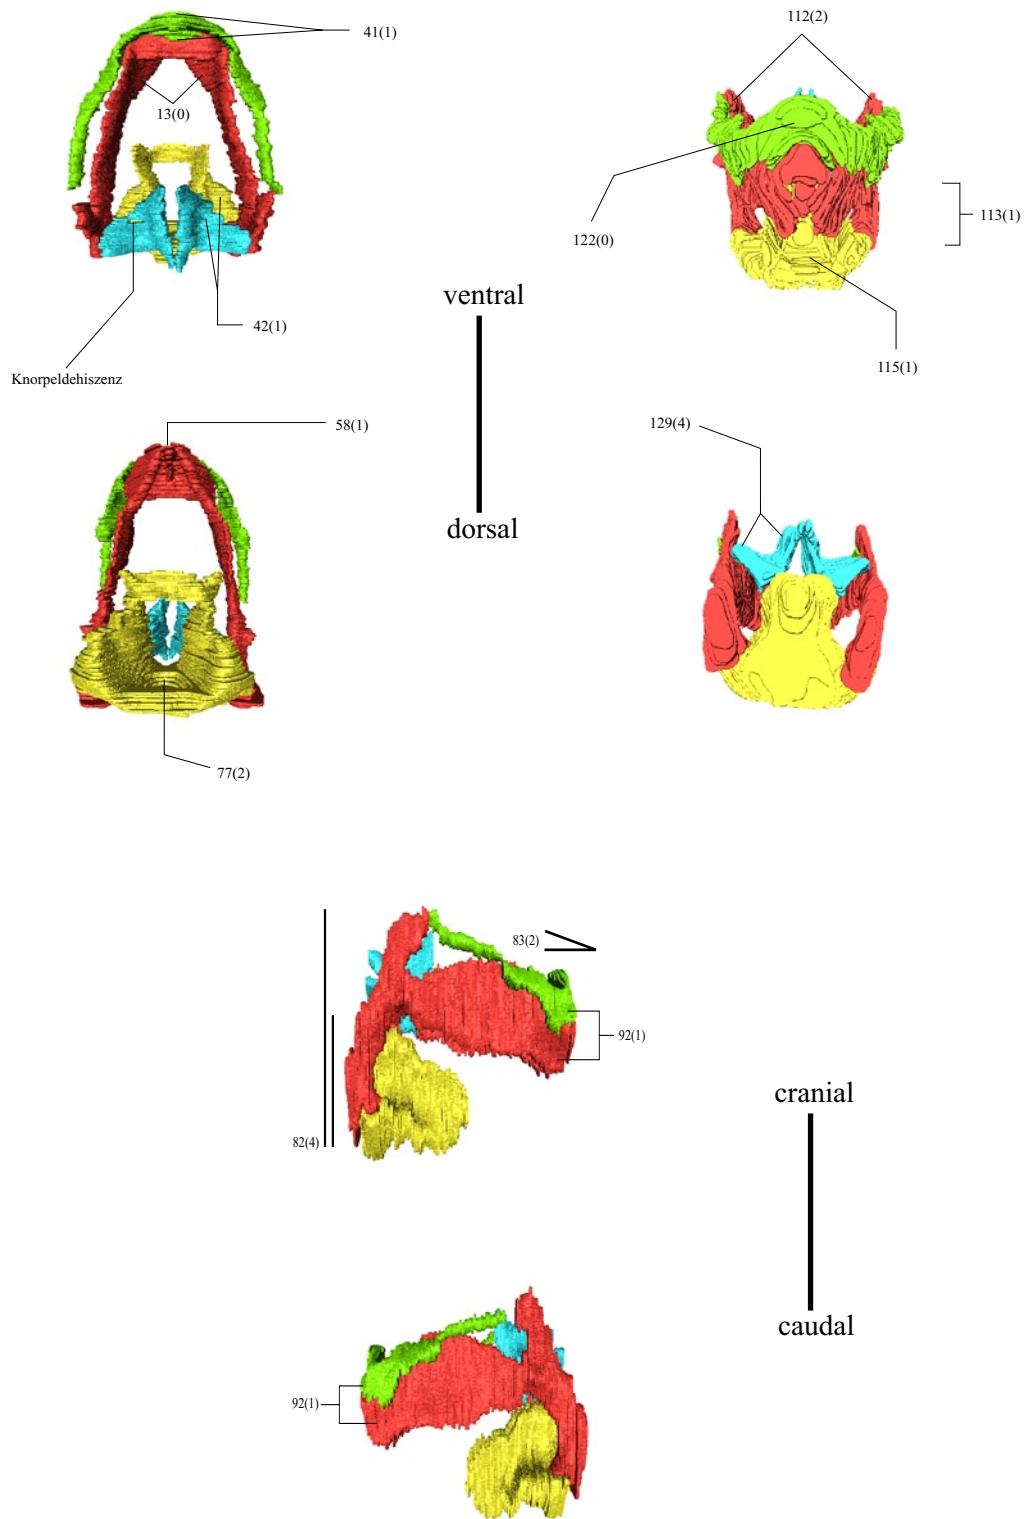 41(1)
13(0)
42(1)
Knorpeldehiszenz
112(2)
122(0)
113(1)
115(1)
ventral
dorsal
58(1)
77(2)
129(4)
83(2)
92(1)
82(4)
cranial
caudal
92(1)